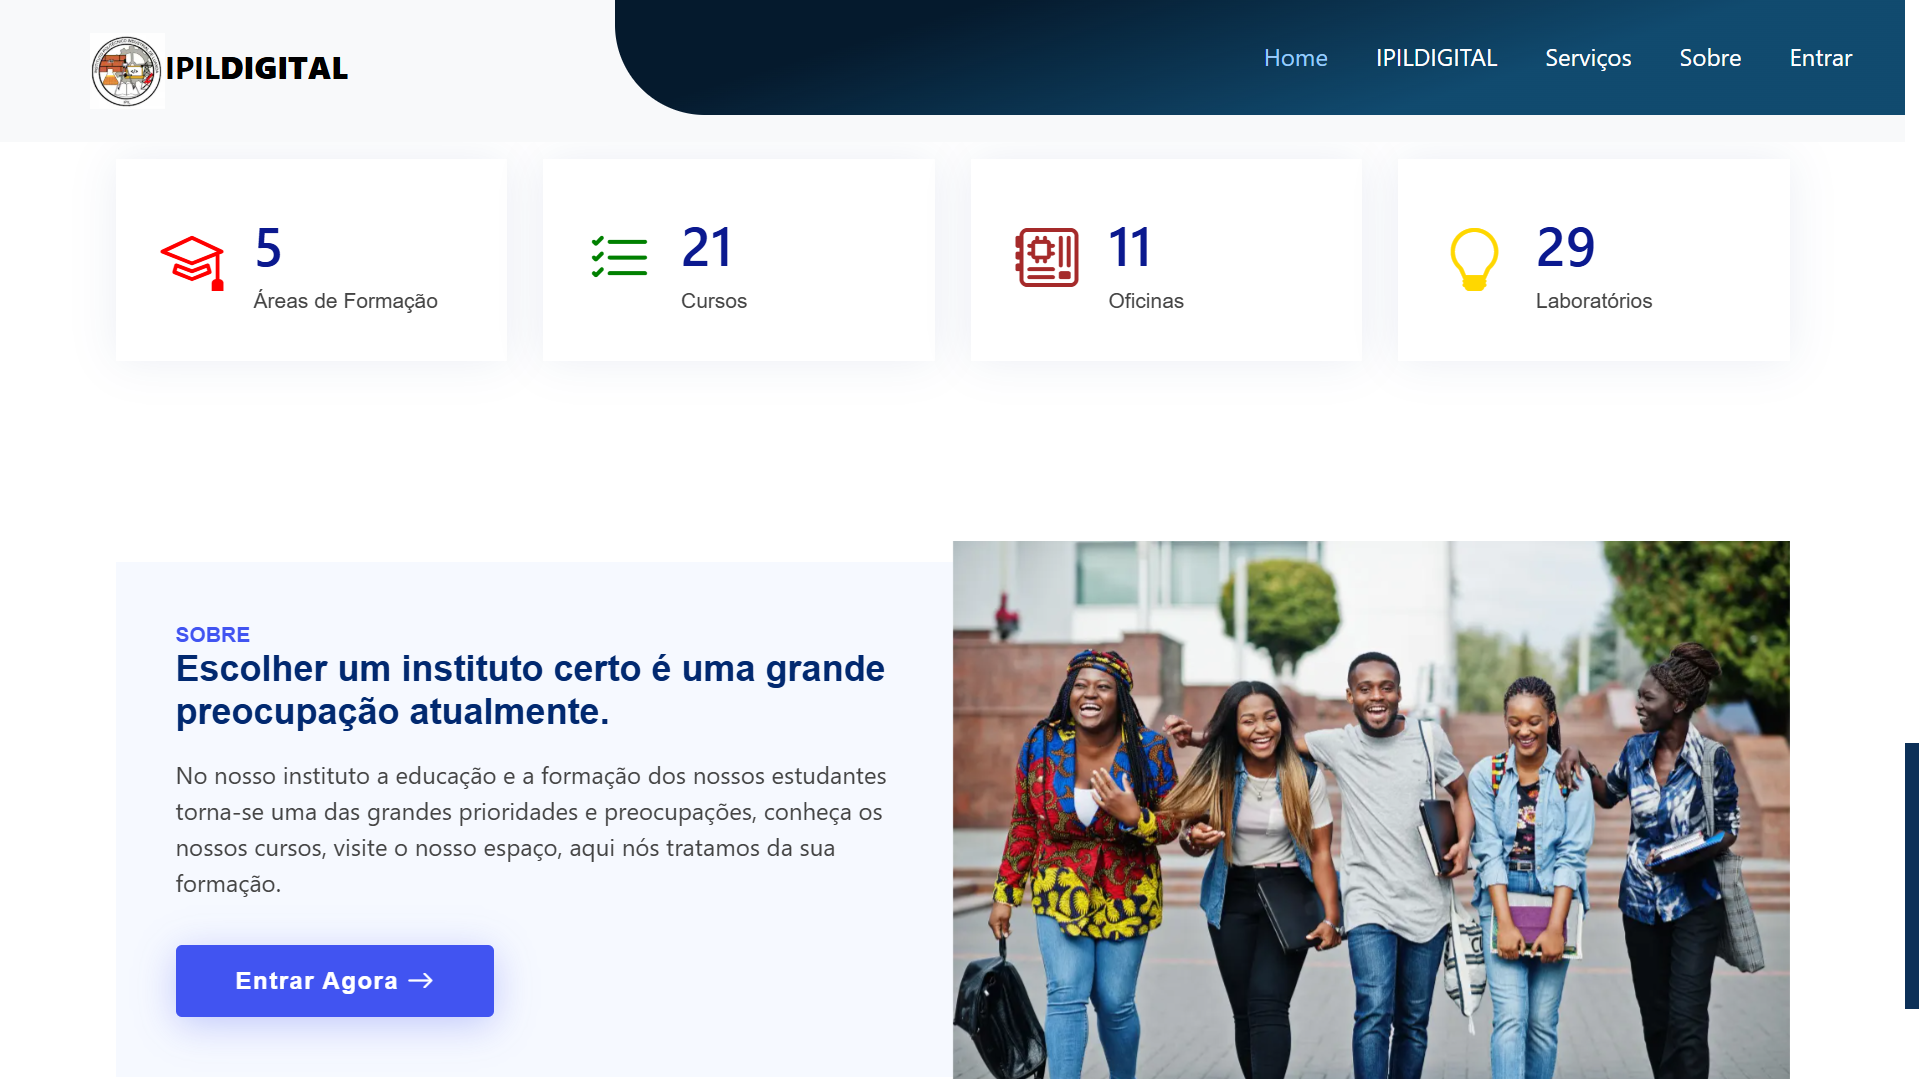 IPILDIGITAL
Home
IPILDIGITAL
Serviços
Sobre
Entrar
5
Áreas de Formação
21
Cursos
11
Oficinas
29
Laboratórios
SOBRE
Escolher um instituto certo é uma grande
preocupação atualmente.
No nosso instituto a educação e a formação dos nossos estudantes
torna-se uma das grandes prioridades e preocupações, conheça os
nossos cursos, visite o nosso espaço, aqui nós tratamos da sua
formação.
Entrar Agora →